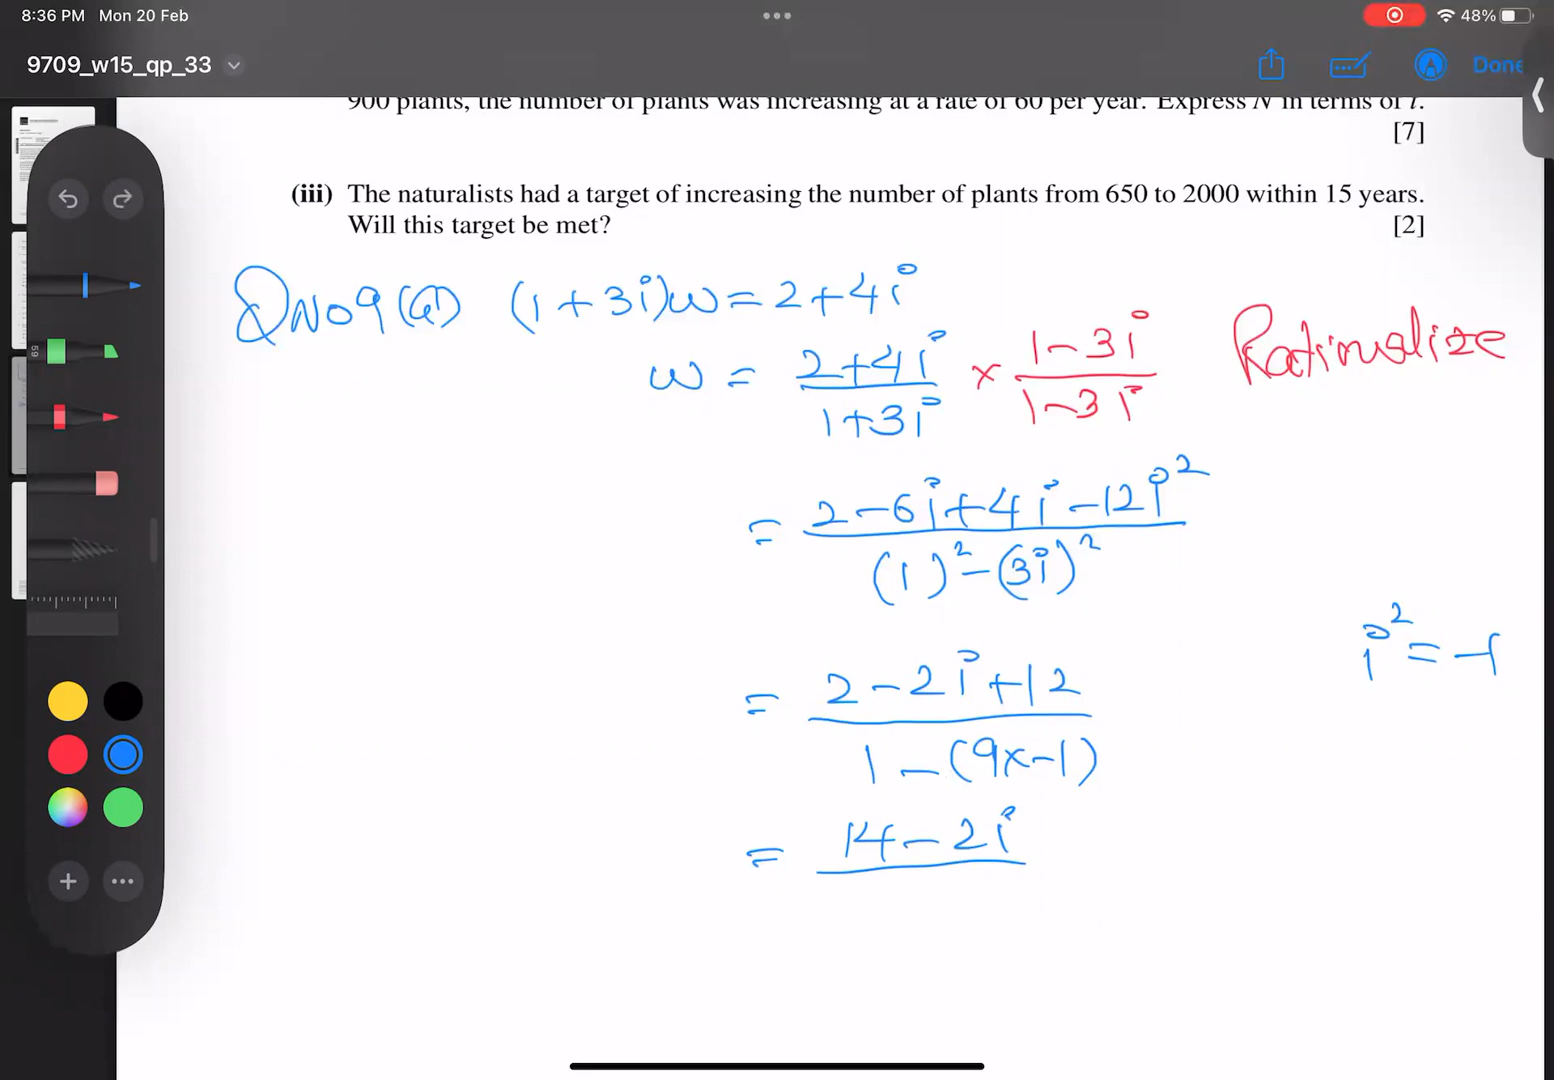 8:36 PM Mon 20 Feb
48%
9709_w15_qp_33
Done
900 plants, the number of plants was increasing at a rate of 60 per year. Express N in terms of t.
[7]
(iii) The naturalists had a target of increasing the number of plants from 650 to 2000 within 15 years.
Will this target be met? [2]
QNo9(a) (1+3i)w=2+4i
w = 2+4i / 1+3i × 1-3i / 1-3i Rationalize
= 2-6i+4i-12i² / (1)²-(3i)²
i²=-1
= 2-2i+12 / 1-(9x-1)
= 14-2i
59